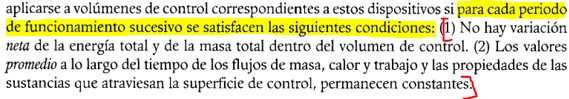 aplicarse a volúmenes de control correspondientes a estos dispositivos si para cada periodo
de funcionamiento sucesivo se satisfacen las siguientes condiciones: (1) No hay variación
neta de la energía total y de la masa total dentro del volumen de control. (2) Los valores
promedio a lo largo del tiempo de los flujos de masa, calor y trabajo y las propiedades de las
sustancias que atraviesan la superficie de control, permanecen constantes.